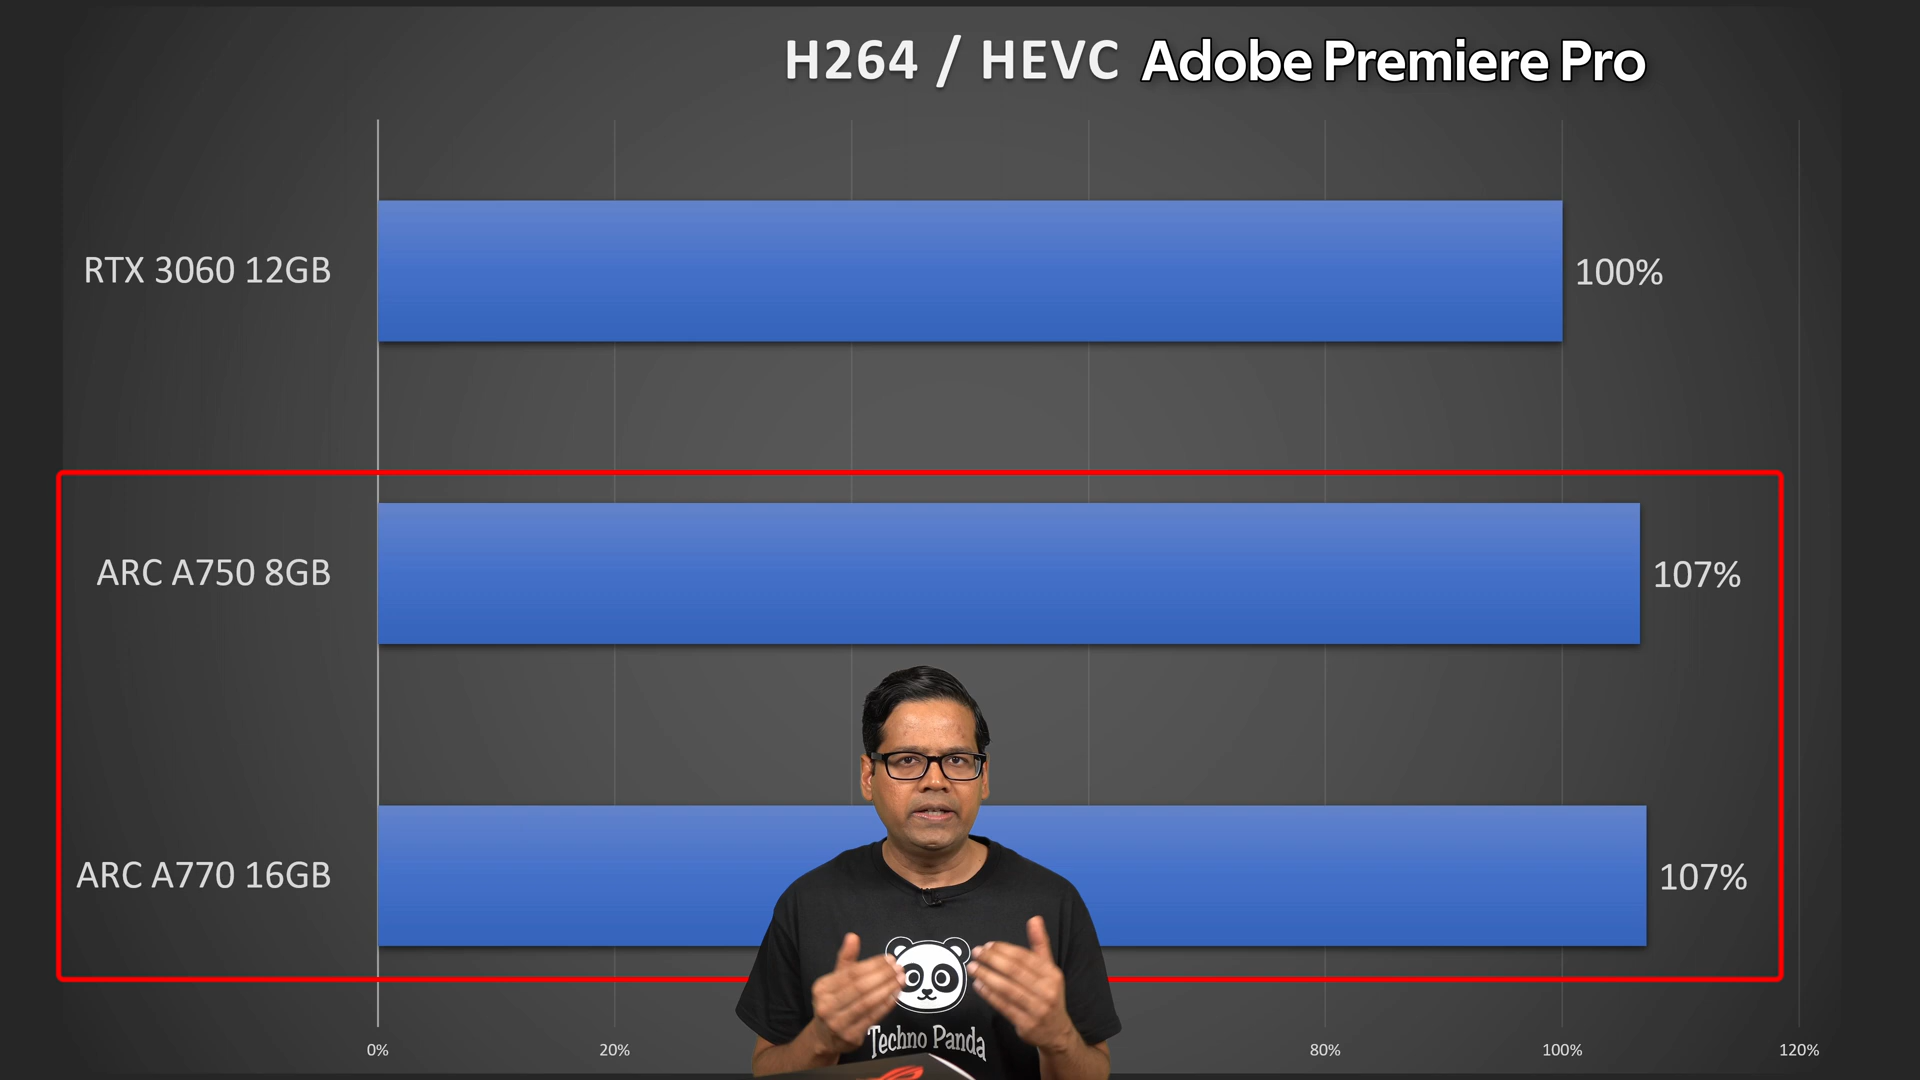 H264 / HEVC Adobe Premiere Pro
RTX 3060 12GB
100%
ARC A750 8GB
107%
ARC A770 16GB
107%
Techno Panda
0%
20%
80%
100%
120%